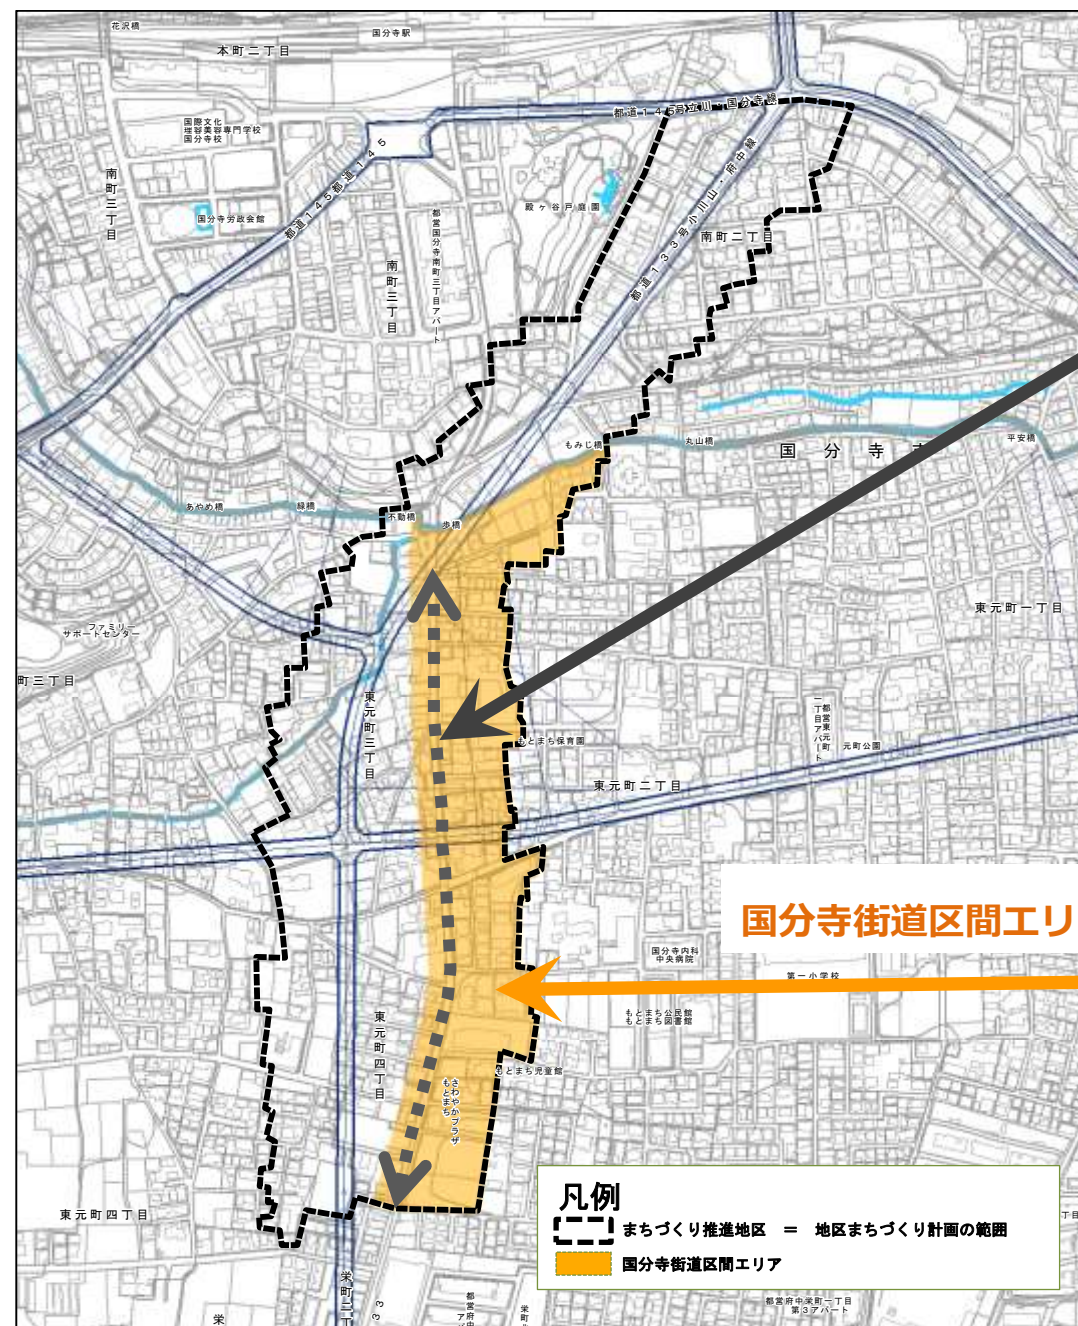 花沢橋
国分寺駅
本町二丁目
都道145号立川・国分寺線
国際文化
理容美容専門学校
国分寺校
都道145
都道145
南町三丁目
国分寺労政会館
都営国分寺南町三丁目アパート
殿ヶ谷戸庭園
都道133号小川山・府中線
南町二丁目
南町三丁目
もみじ橋
丸山橋
国分寺市
平安橋
あやめ橋
緑橋
不動橋
歩橋
東元町一丁目
ファミリー
サポートセンター
町三丁目
東元町三丁目
都営東元町
一丁目アパート
もとまち保育園
元町公園
東元町二丁目
国分寺街道区間エリ
国分寺内科
中央病院
第一小学校
もとまち公民館
もとまち図書館
東元町四丁目
もとまち児童館
さわやかプラザ
もとまち
凡例
まちづくり推進地区 = 地区まちづくり計画の範囲
国分寺街道区間エリア
東元町四丁目
丁目
栄町二丁
33
栄
都営府中
栄町
都営府中栄町一丁目
第3アパート